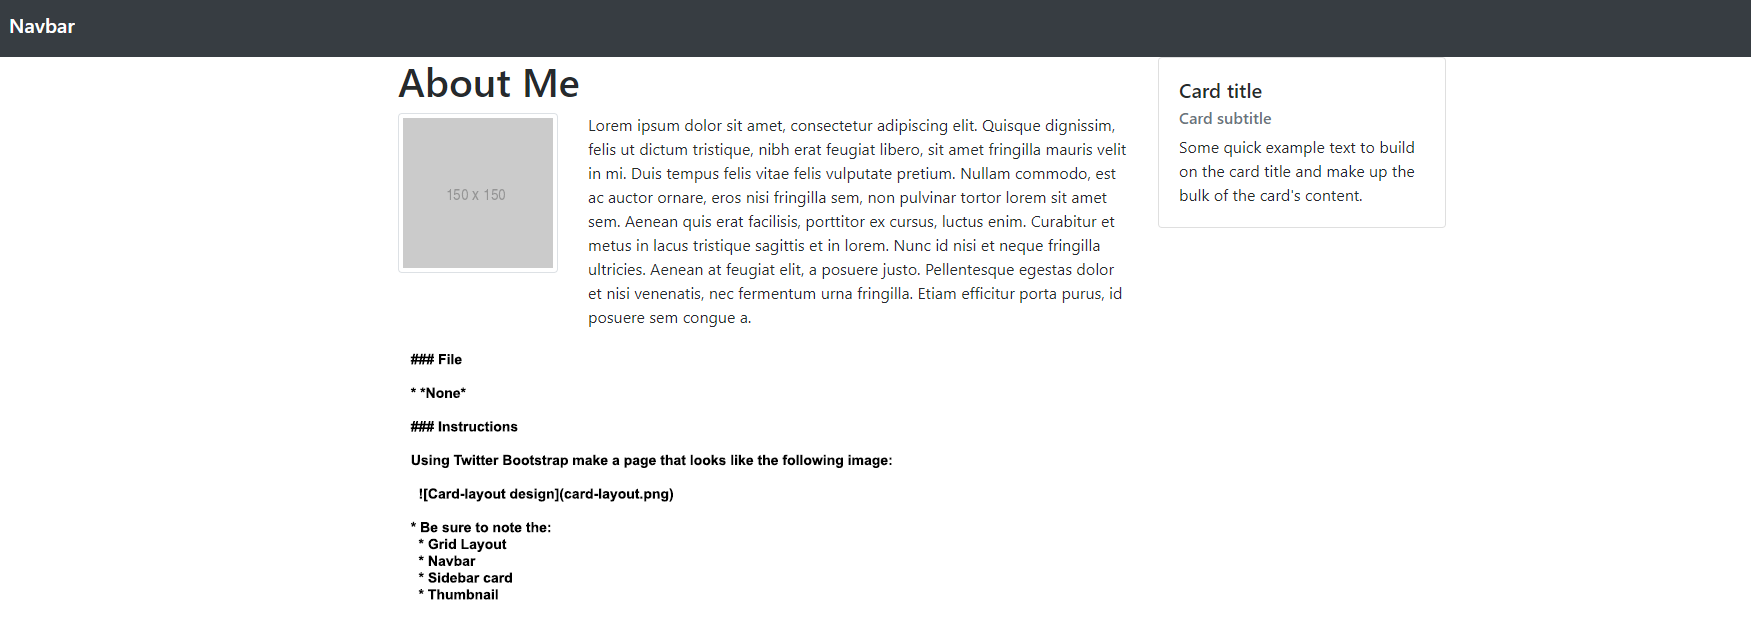 Navbar
About Me
150 x 150
Lorem ipsum dolor sit amet, consectetur adipiscing elit. Quisque dignissim,
felis ut dictum tristique, nibh erat feugiat libero, sit amet fringilla mauris velit
in mi. Duis tempus felis vitae felis vulputate pretium. Nullam commodo, est
ac auctor ornare, eros nisi fringilla sem, non pulvinar tortor lorem sit amet
sem. Aenean quis erat facilisis, porttitor ex cursus, luctus enim. Curabitur et
metus in lacus tristique sagittis et in lorem. Nunc id nisi et neque fringilla
ultricies. Aenean at feugiat elit, a posuere justo. Pellentesque egestas dolor
et nisi venenatis, nec fermentum urna fringilla. Etiam efficitur porta purus, id
posuere sem congue a.
Card title
Card subtitle
Some quick example text to build
on the card title and make up the
bulk of the card's content.
### File
* *None*
### Instructions
Using Twitter Bootstrap make a page that looks like the following image:
![Card-layout design](card-layout.png)
* Be sure to note the:
* Grid Layout
* Navbar
* Sidebar card
* Thumbnail